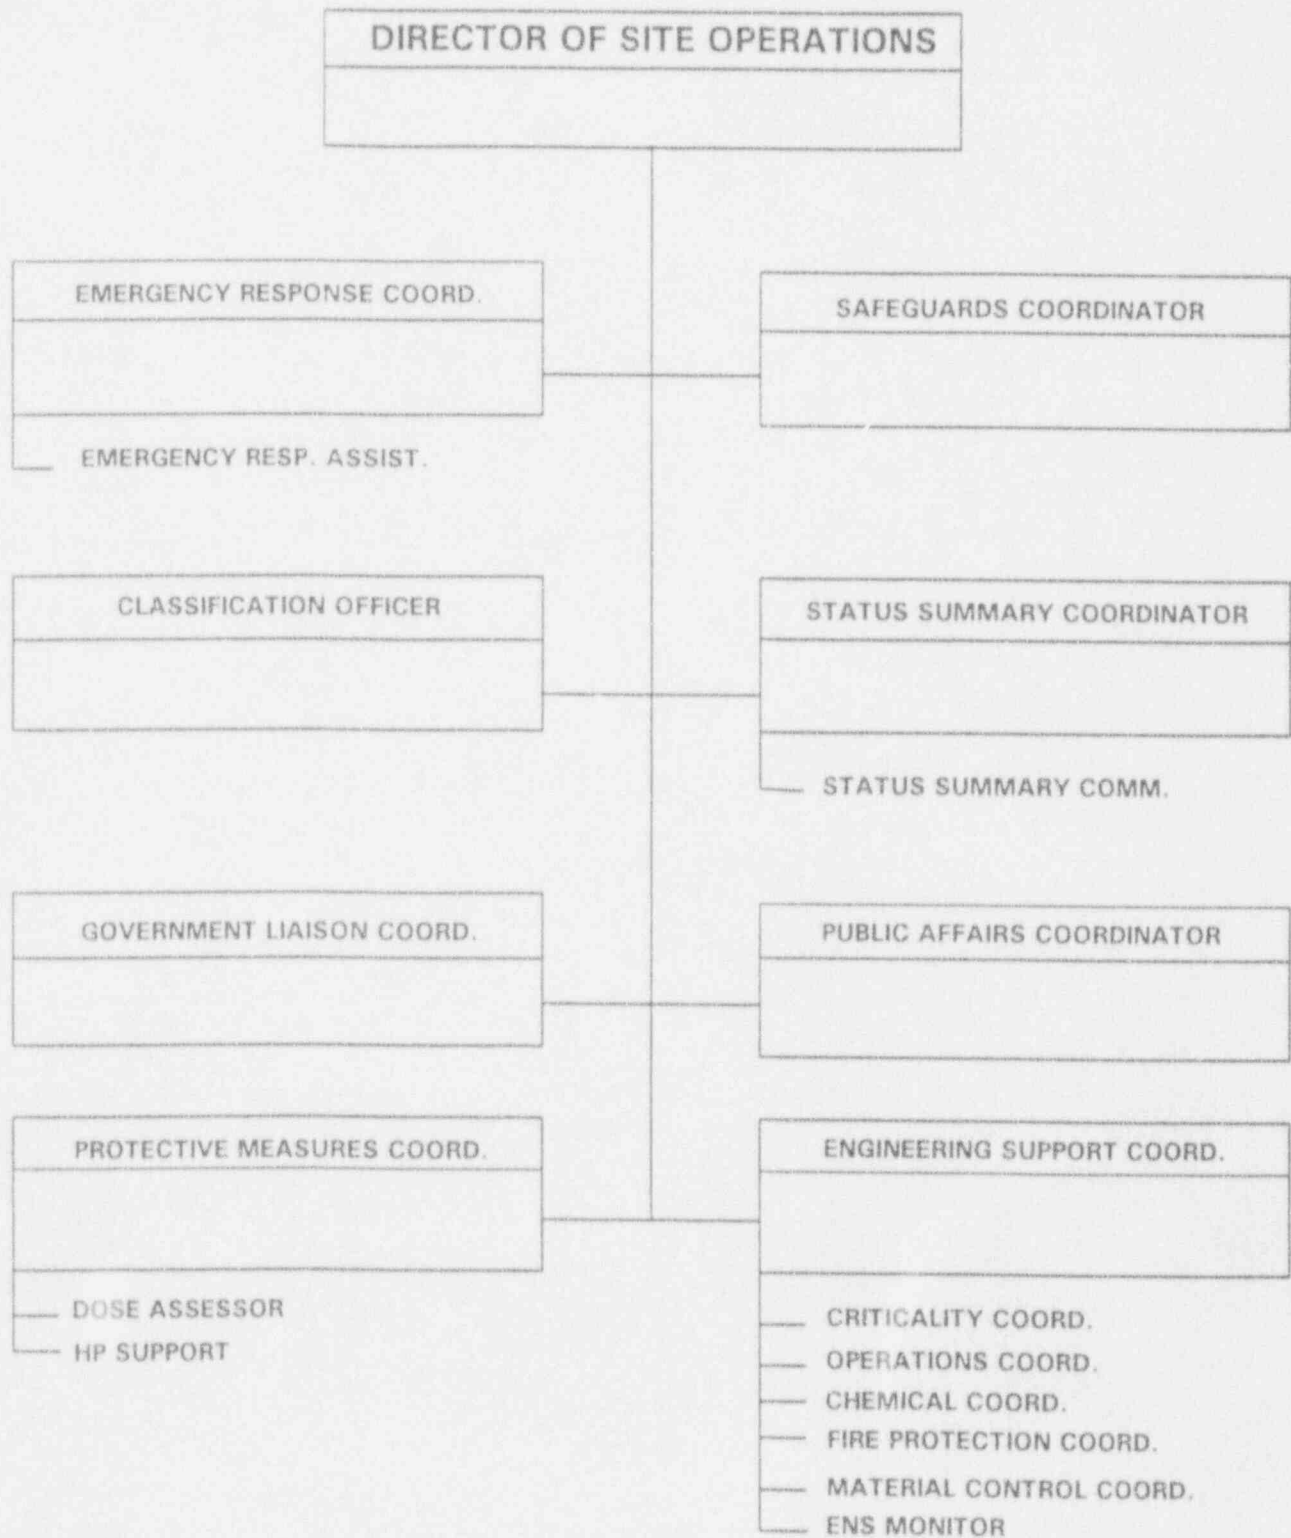 DIRECTOR OF SITE OPERATIONS
EMERGENCY RESPONSE COORD.
EMERGENCY RESP. ASSIST.
SAFEGUARDS COORDINATOR
CLASSIFICATION OFFICER
STATUS SUMMARY COORDINATOR
STATUS SUMMARY COMM.
GOVERNMENT LIAISON COORD.
PUBLIC AFFAIRS COORDINATOR
PROTECTIVE MEASURES COORD.
DOSE ASSESSOR
HP SUPPORT
ENGINEERING SUPPORT COORD.
CRITICALITY COORD.
OPERATIONS COORD.
CHEMICAL COORD.
FIRE PROTECTION COORD.
MATERIAL CONTROL COORD.
ENS MONITOR